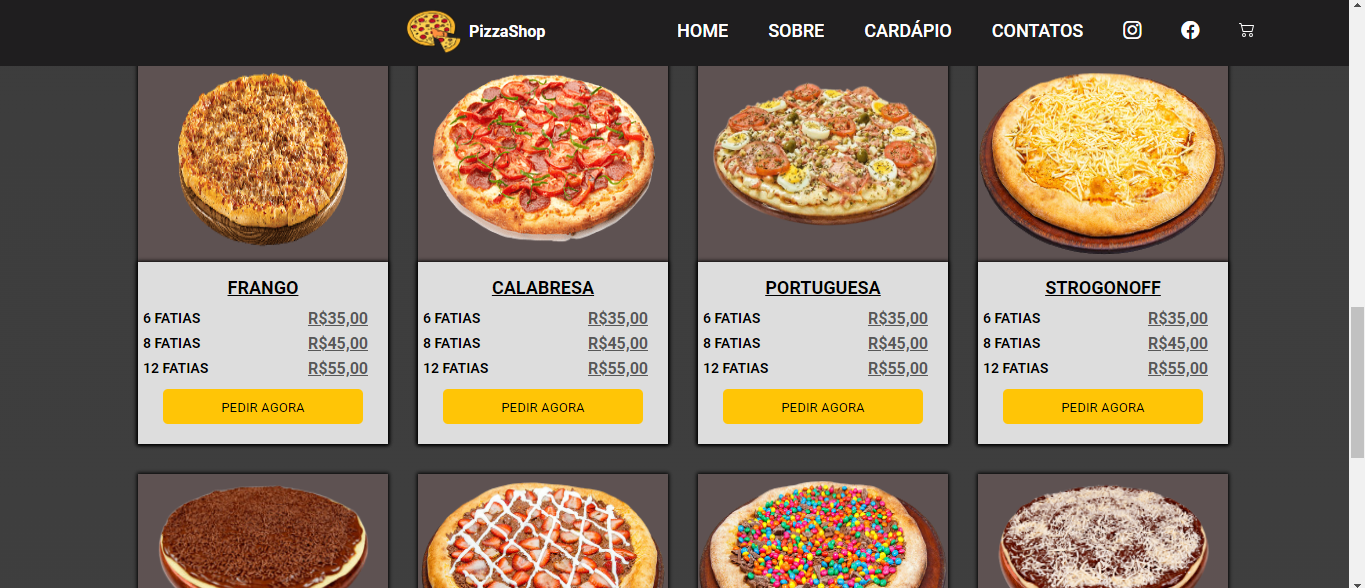 PizzaShop HOME SOBRE CARDÁPIO CONTATOS
FRANGO
6 FATIAS R$35,00
8 FATIAS R$45,00
12 FATIAS R$55,00
PEDIR AGORA
CALABRESA
6 FATIAS R$35,00
8 FATIAS R$45,00
12 FATIAS R$55,00
PEDIR AGORA
PORTUGUESA
6 FATIAS R$35,00
8 FATIAS R$45,00
12 FATIAS R$55,00
PEDIR AGORA
STROGONOFF
6 FATIAS R$35,00
8 FATIAS R$45,00
12 FATIAS R$55,00
PEDIR AGORA